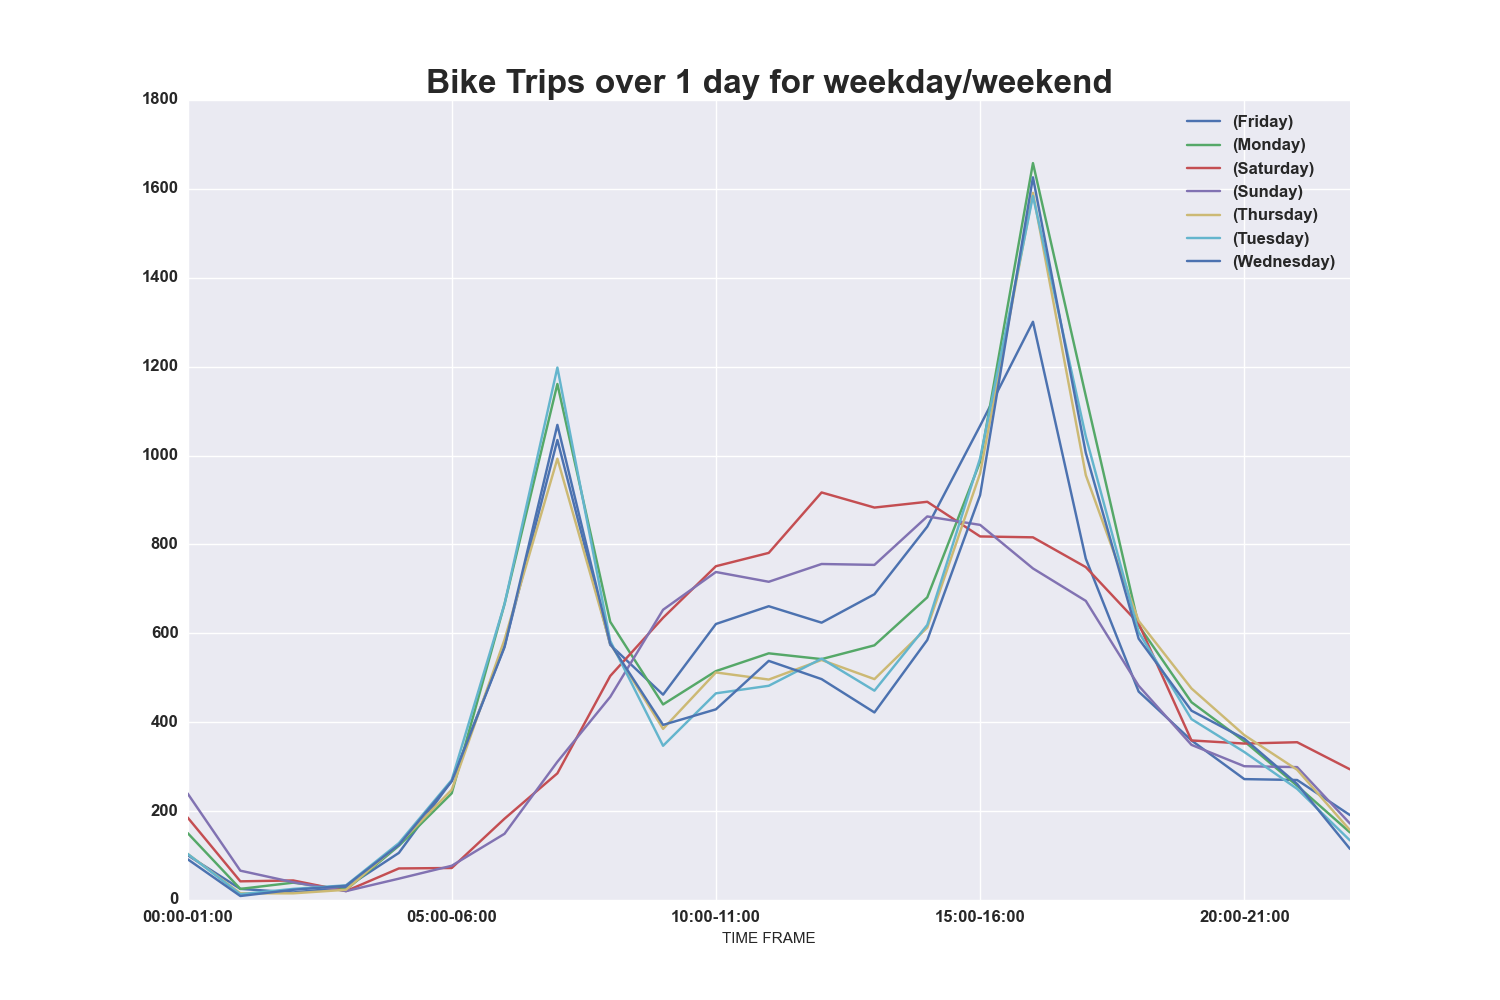 Bike Trips over 1 day for weekday/weekend
1800
1600
1400
1200
1000
800
600
400
200
0
(Friday)
(Monday)
(Saturday)
(Sunday)
(Thursday)
(Tuesday)
(Wednesday)
00:00-01:00 05:00-06:00 10:00-11:00 15:00-16:00 20:00-21:00
TIME FRAME